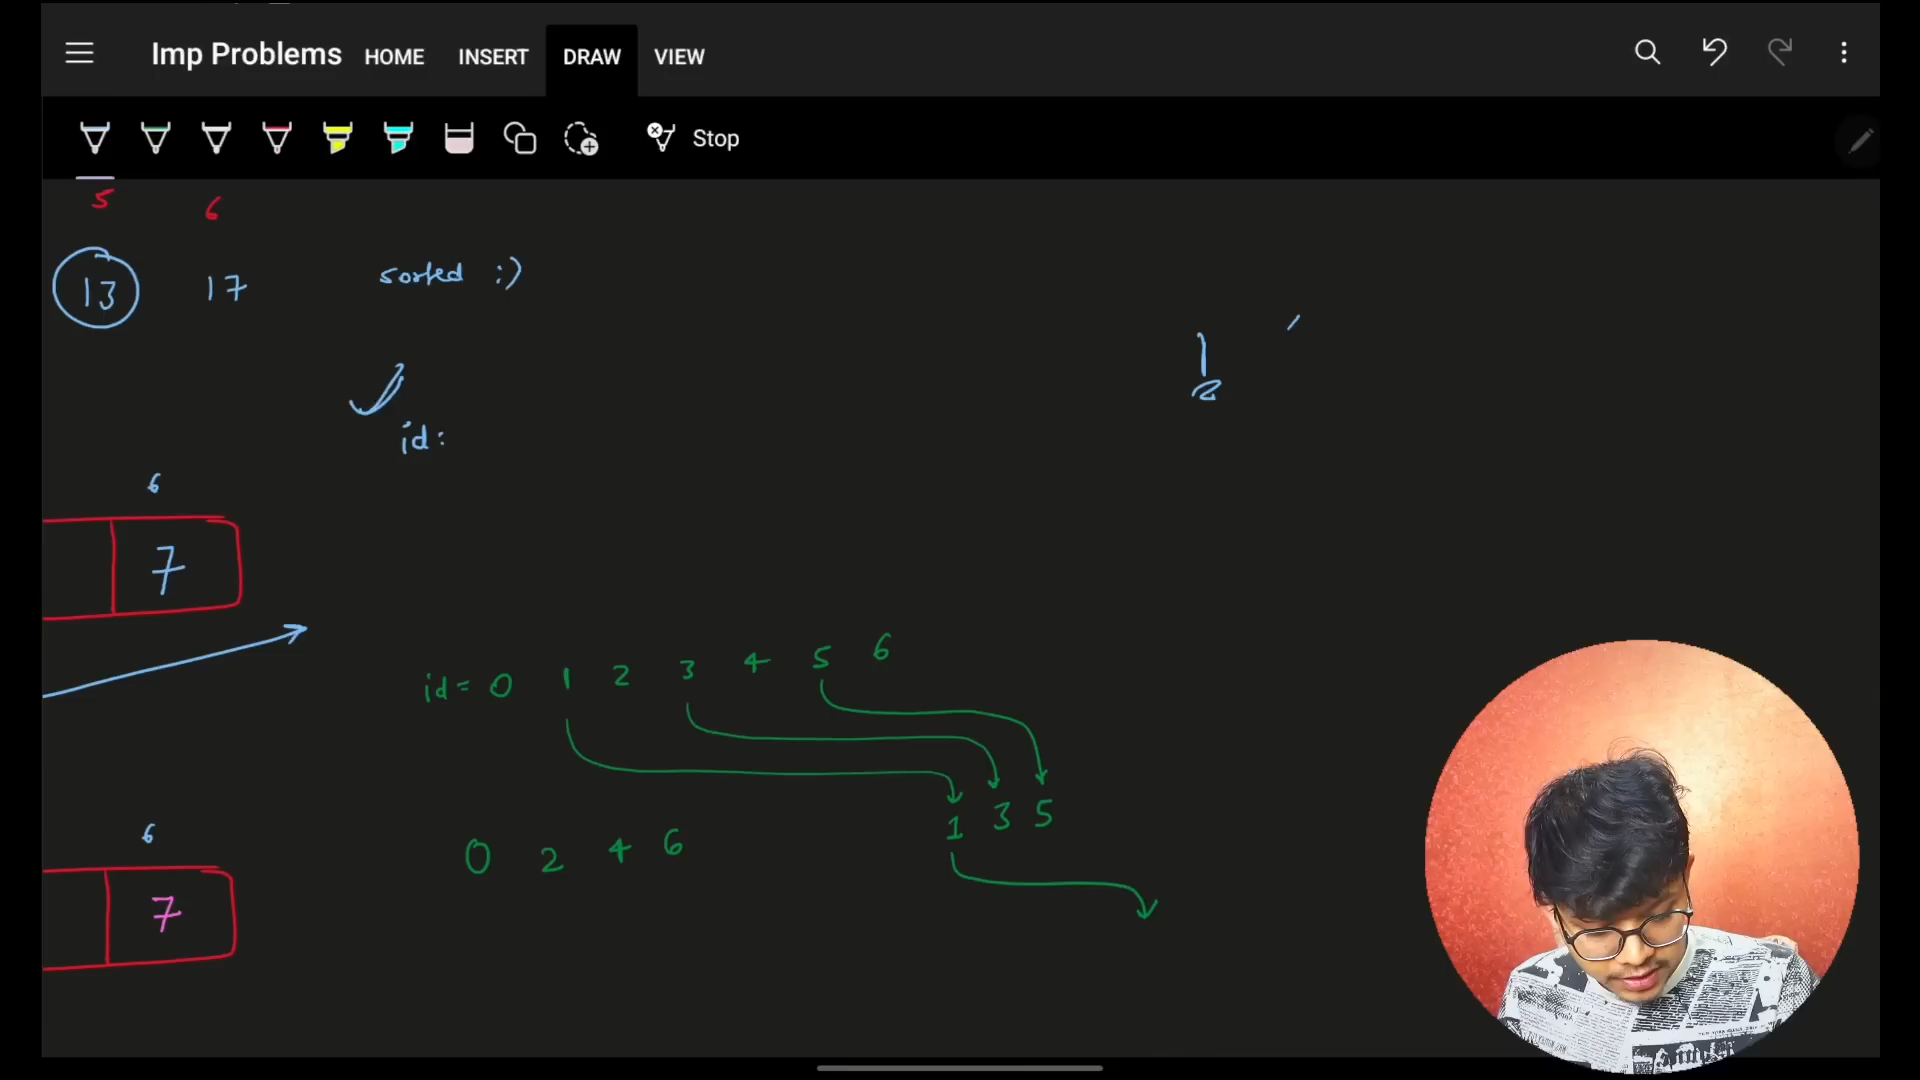 Imp Problems HOME INSERT DRAW VIEW
Stop
5 6
13 17 sorted :)
1
2
id:
6
7
id= 0 1 2 3 4 5 6
1 3 5
0 2 4 6
6
7